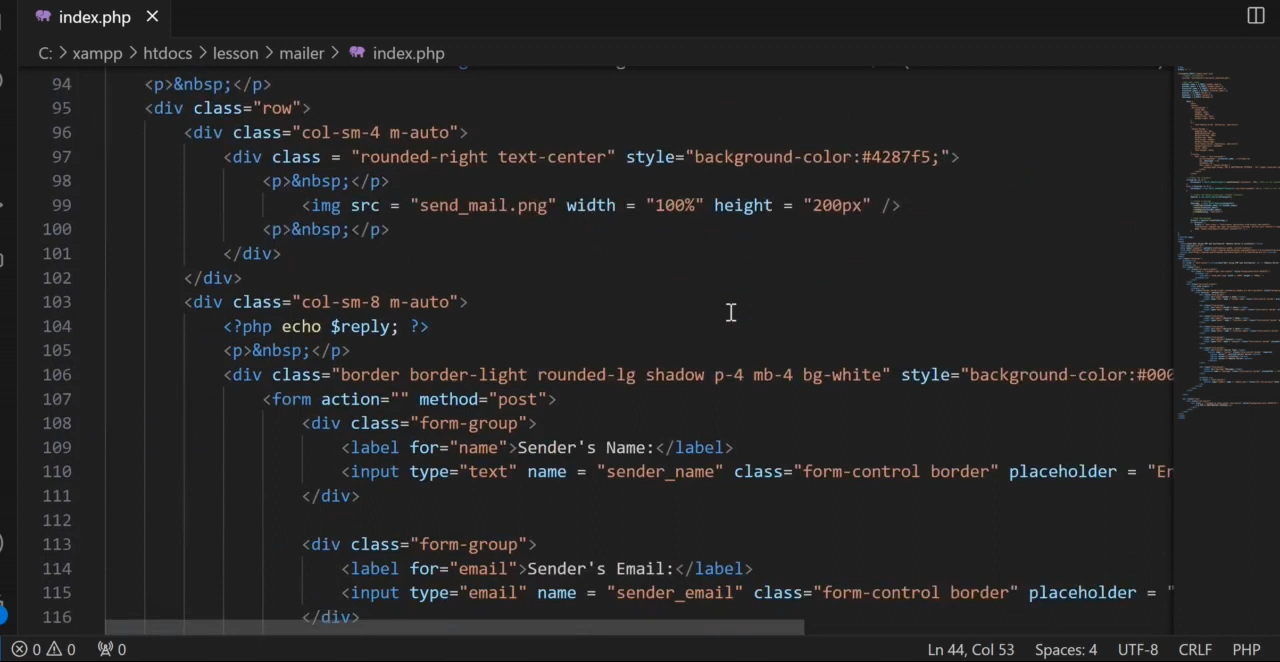 index.php
C: > xampp > htdocs > lesson > mailer > index.php
94 <p>&nbsp;</p>
95 <div class="row">
96 <div class="col-sm-4 m-auto">
97 <div class = "rounded-right text-center" style="background-color:#4287f5;">
98 <p>&nbsp;</p>
99 <img src = "send_mail.png" width = "100%" height = "200px" />
100 <p>&nbsp;</p>
101 </div>
102 </div>
103 <div class="col-sm-8 m-auto">
104 <?php echo $reply; ?>
105 <p>&nbsp;</p>
106 <div class="border border-light rounded-lg shadow p-4 mb-4 bg-white" style="background-color:#000
107 <form action="" method="post">
108 <div class="form-group">
109 <label for="name">Sender's Name:</label>
110 <input type="text" name = "sender_name" class="form-control border" placeholder = "En
111 </div>
112
113 <div class="form-group">
114 <label for="email">Sender's Email:</label>
115 <input type="email" name = "sender_email" class="form-control border" placeholder = "
116 </div>
0 0 0 Ln 44, Col 53 Spaces: 4 UTF-8 CRLF PHP